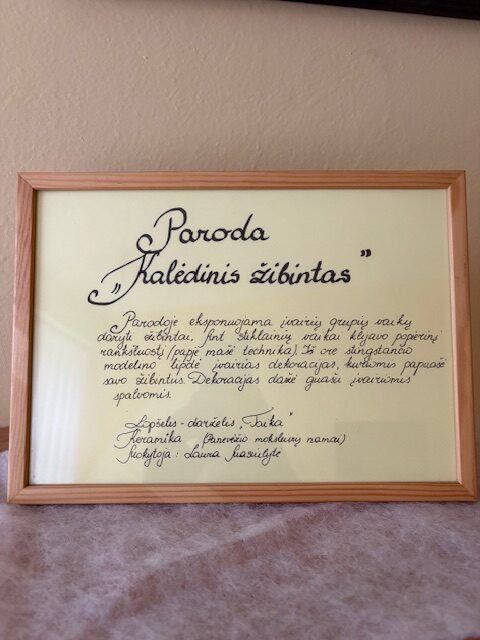 Paroda
„Kalėdinis žibintas”
Parodoje eksponuojama įvairių grupių vaikų
daryti žibintai. Ant stiklainių vaikai klijavo popierinį
rankšluostį (papje mašė technika). Iš ore stingstančio
modelino lipdė įvairias dekoracijas, kuriomis papuošė
savo žibintus. Dekoracijas dažė guašu įvairiomis
spalvomis.
Lopšelis-darželis „Taika"
Keramika (Panevėžio moksleivių namai)
Mokytoja: Laura Masiulytė